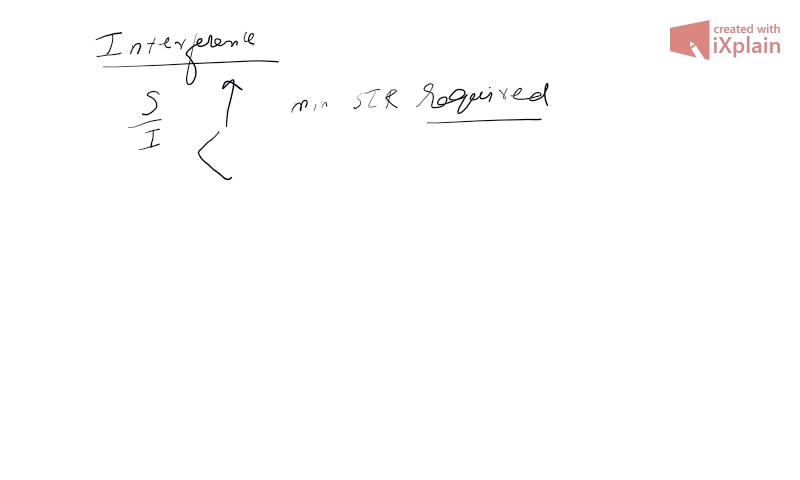 Interference
created with
iXplain
S
I
min SIR required